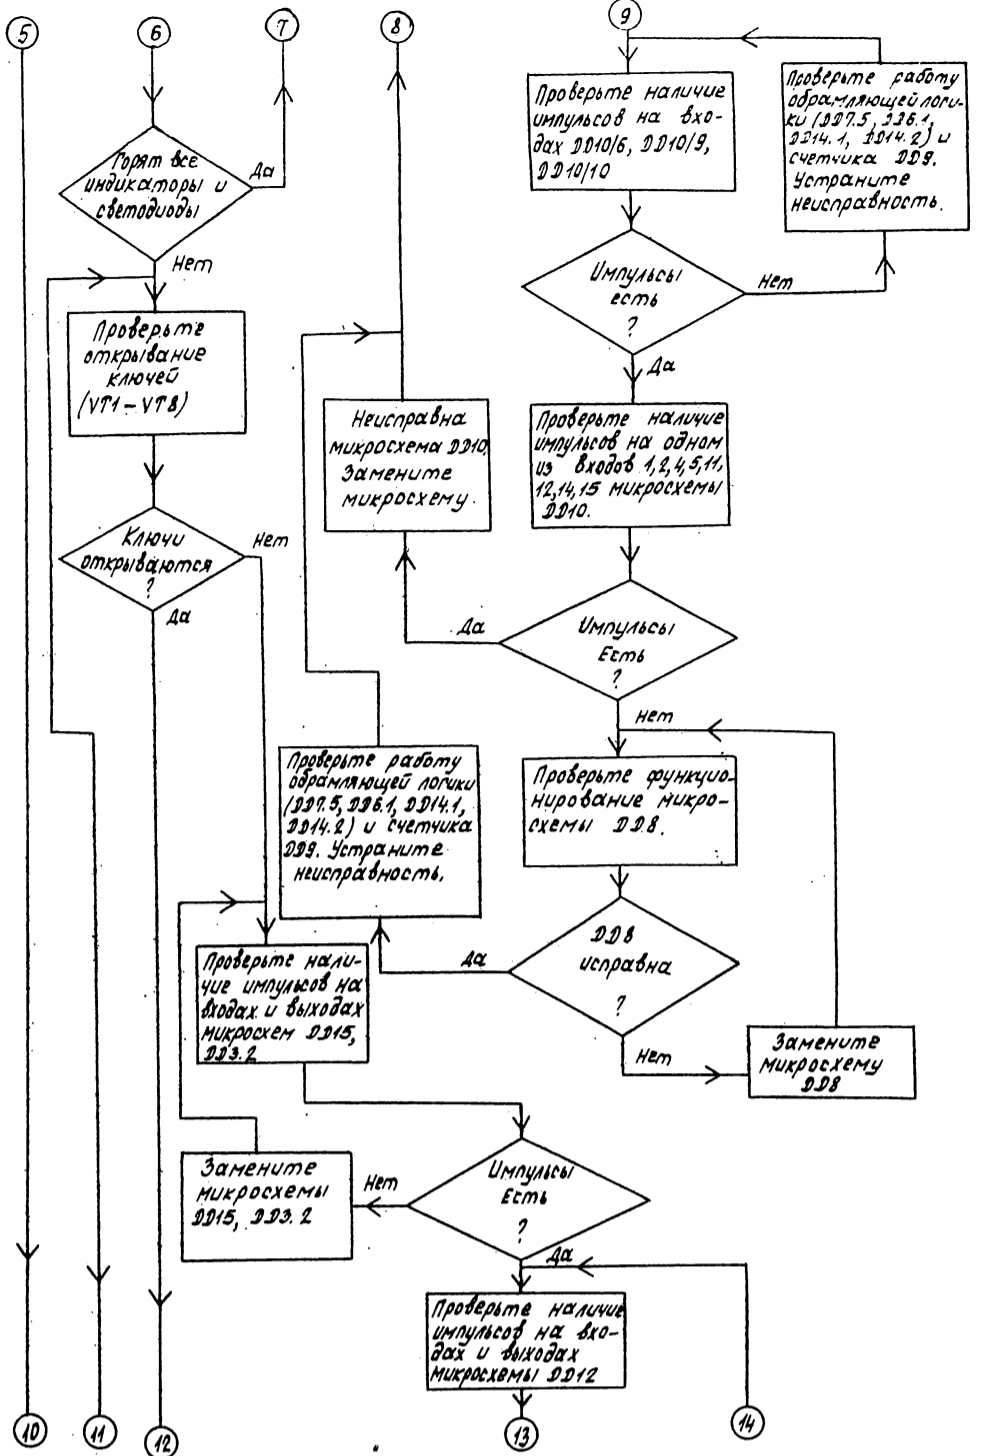 5
6
7
8
9
Горят все
индикаторы и
светодиоды
Да
Нет
Проверьте
открывание
ключей
(VT1-VT8)
Ключи
открываются
?
Нет
Да
Неисправна
микросхема DD10.
Замените
микросхему.
Проверьте наличие
импульсов на вхо-
дах DD10/6, DD10/9,
DD10/10
Проверьте работу
обрамляющей логи-
ки (DD7.5, DD6.1,
DD14.1, DD14.2) и
счетчика DD9.
Устраните
неисправность.
Импульсы
есть
?
Нет
Да
Проверьте наличие
импульсов на одном
из входов 1,2,4,5,11,
12,14,15 микросхемы
DD10.
Импульсы
Есть
?
Да
Нет
Проверьте функцио-
нирование микро-
схемы DD8.
DD8
исправна
?
Да
Нет
Замените
микросхему
DD8
Проверьте работу
обрамляющей логики
(DD7.5, DD6.1, DD14.1,
DD14.2) и счетчика
DD9. Устраните
неисправность.
Проверьте нали-
чие импульсов на
входах и выходах
микросхем DD15,
DD3.2
Импульсы
Есть
?
Нет
Да
Замените
микросхемы
DD15, DD3.2
Проверьте наличие
импульсов на вхо-
дах и выходах
микросхемы DD12
10
11
12
13
14